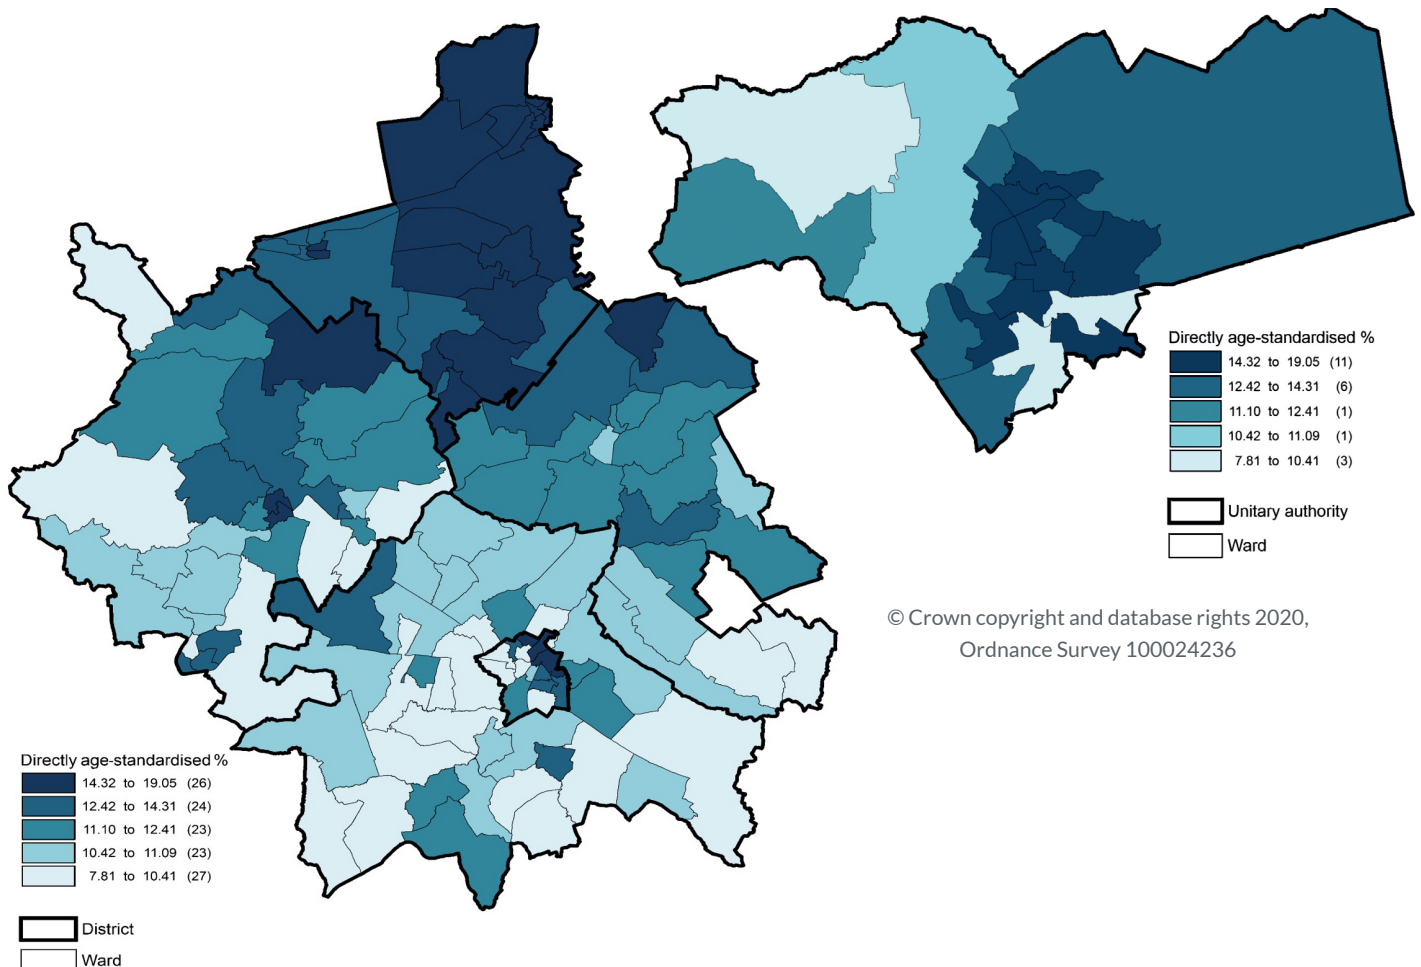 Directly age-standardised %
14.32 to 19.05 (11)
12.42 to 14.31 (6)
11.10 to 12.41 (1)
10.42 to 11.09 (1)
7.81 to 10.41 (3)
Unitary authority
Ward
© Crown copyright and database rights 2020,
Ordnance Survey 100024236
Directly age-standardised %
14.32 to 19.05 (26)
12.42 to 14.31 (24)
11.10 to 12.41 (23)
10.42 to 11.09 (23)
7.81 to 10.41 (27)
District
Ward